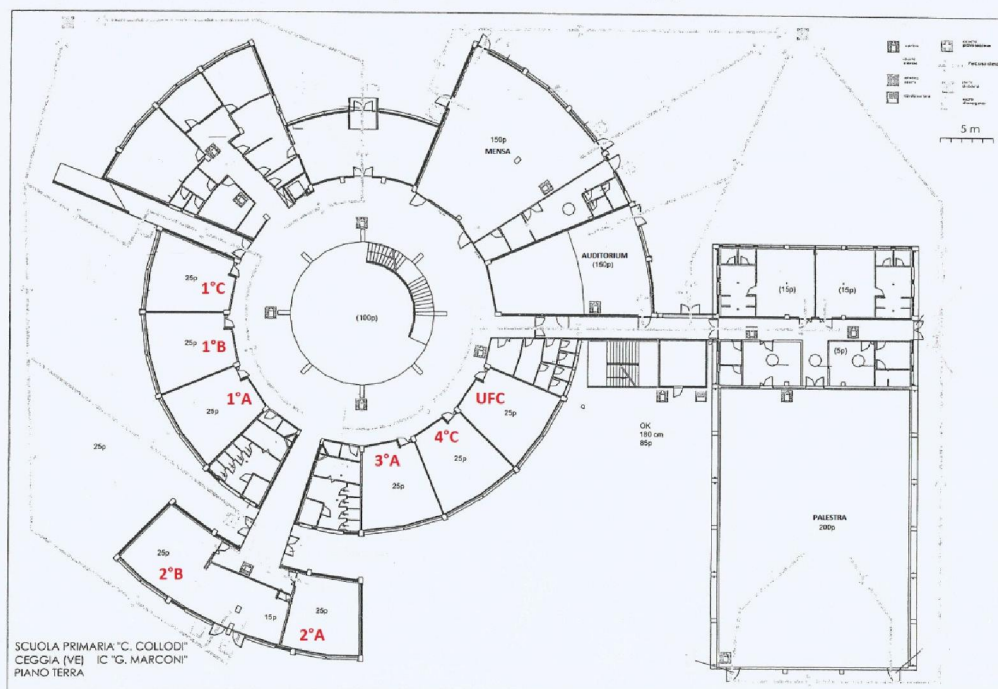 5 m
150p
MENSA
AUDITORIUM
(150p)
25p
1°C
(15p)
(15p)
(100p)
25p
1°B
(5p)
1°A
25p
UFC
25p
4°C
25p
OK
180 cm
85p
3°A
25p
25p
PALESTRA
200p
25p
2°B
15p
25p
2°A
SCUOLA PRIMARIA "C. COLLODI"
CEGGIA (VE) IC "G. MARCONI"
PIANO TERRA